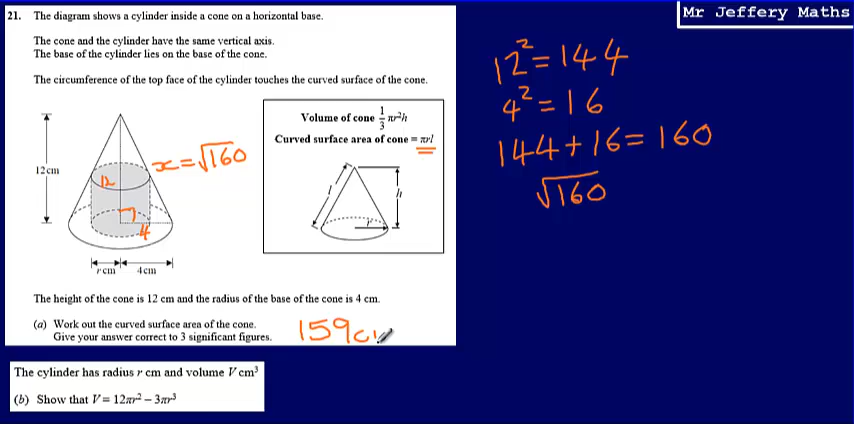 Mr Jeffery Maths
21. The diagram shows a cylinder inside a cone on a horizontal base.
The cone and the cylinder have the same vertical axis.
The base of the cylinder lies on the base of the cone.
The circumference of the top face of the cylinder touches the curved surface of the cone.
12 cm
12
x = √160
4
r cm
4 cm
Volume of cone 1/3 πr²h
Curved surface area of cone = πrl
l
h
r
12² = 144
4² = 16
144 + 16 = 160
√160
The height of the cone is 12 cm and the radius of the base of the cone is 4 cm.
(a) Work out the curved surface area of the cone.
Give your answer correct to 3 significant figures.
159
The cylinder has radius r cm and volume V cm³
(b) Show that V = 12πr² – 3πr³